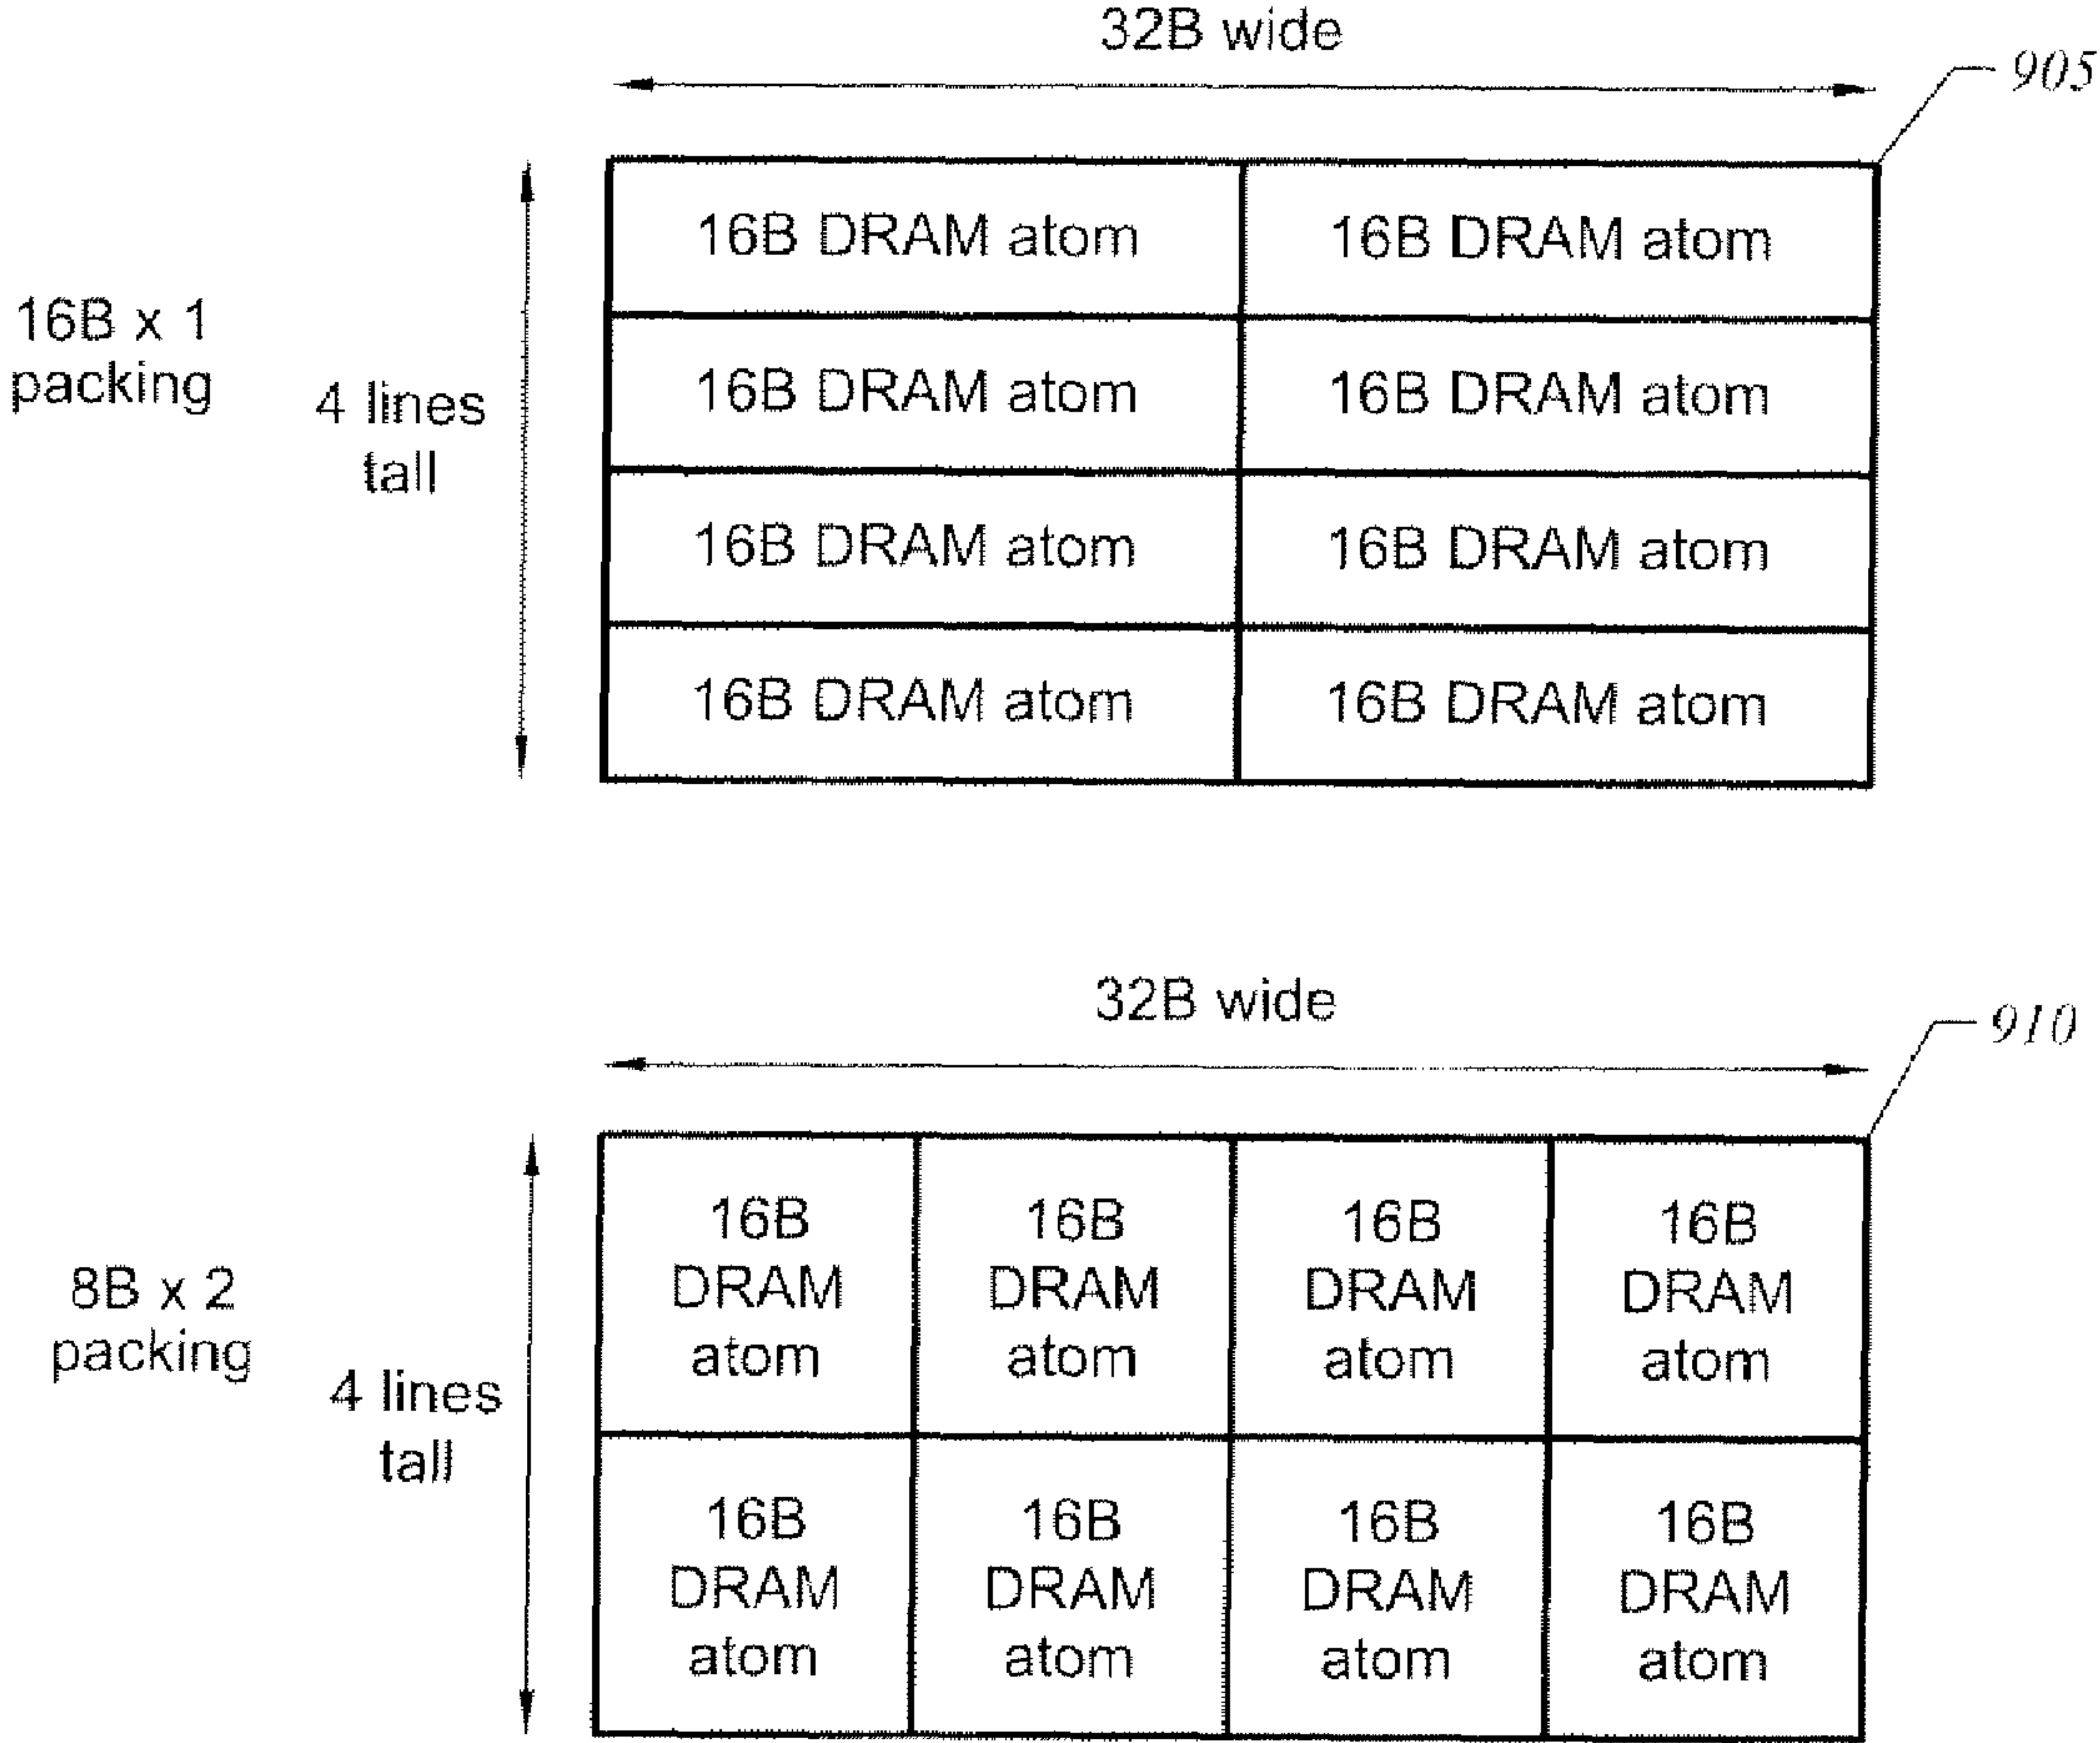 32B wide
905
16B x 1
packing
4 lines
tall
16B DRAM atom 16B DRAM atom
16B DRAM atom 16B DRAM atom
16B DRAM atom 16B DRAM atom
16B DRAM atom 16B DRAM atom
32B wide
910
8B x 2
packing
4 lines
tall
16B 16B 16B 16B
DRAM DRAM DRAM DRAM
atom atom atom atom
16B 16B 16B 16B
DRAM DRAM DRAM DRAM
atom atom atom atom